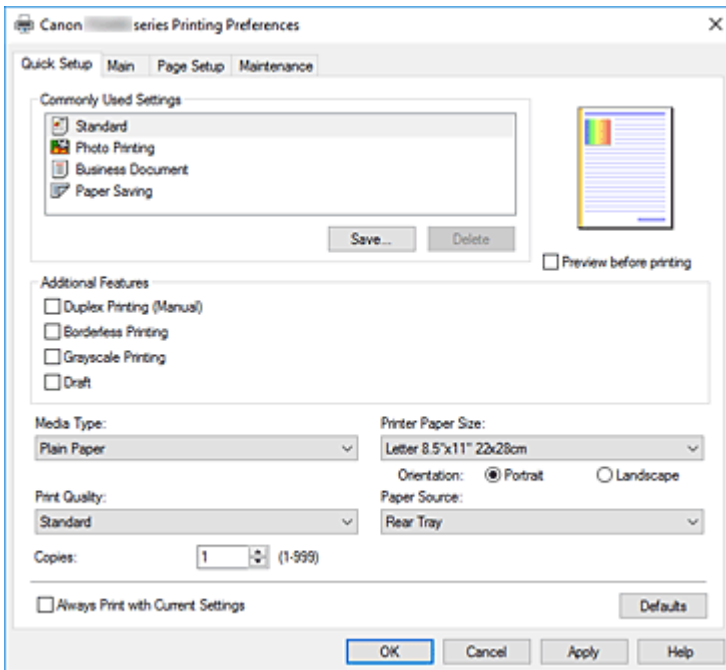 Canon series Printing Preferences
Quick Setup Main Page Setup Maintenance
Commonly Used Settings
Standard
Photo Printing
Business Document
Paper Saving
Save... Delete
Preview before printing
Additional Features
Duplex Printing (Manual)
Borderless Printing
Grayscale Printing
Draft
Media Type: Printer Paper Size:
Plain Paper Letter 8.5"x11" 22x28cm
Orientation: Portrait Landscape
Print Quality: Paper Source:
Standard Rear Tray
Copies: 1 (1-999)
Always Print with Current Settings Defaults
OK Cancel Apply Help